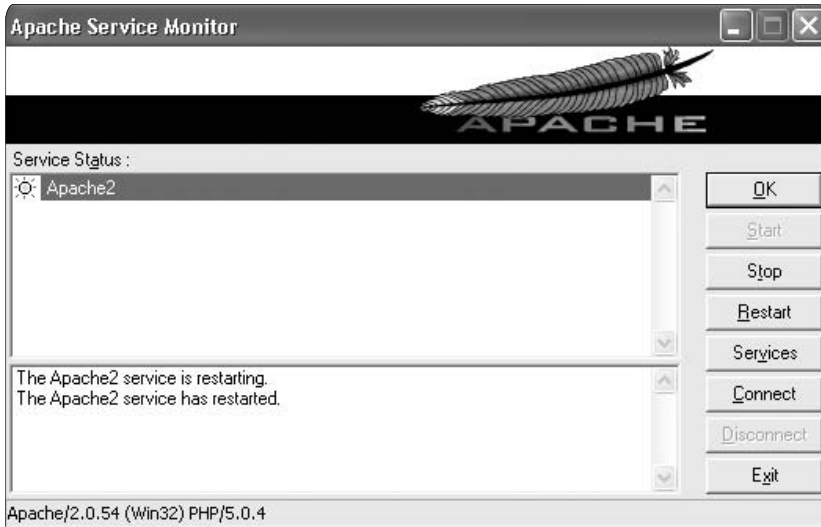 Apache Service Monitor
APACHE
Service Status :
Apache2
OK
Start
Stop
Restart
Services
Connect
Disconnect
Exit
The Apache2 service is restarting.
The Apache2 service has restarted.
Apache/2.0.54 (Win32) PHP/5.0.4